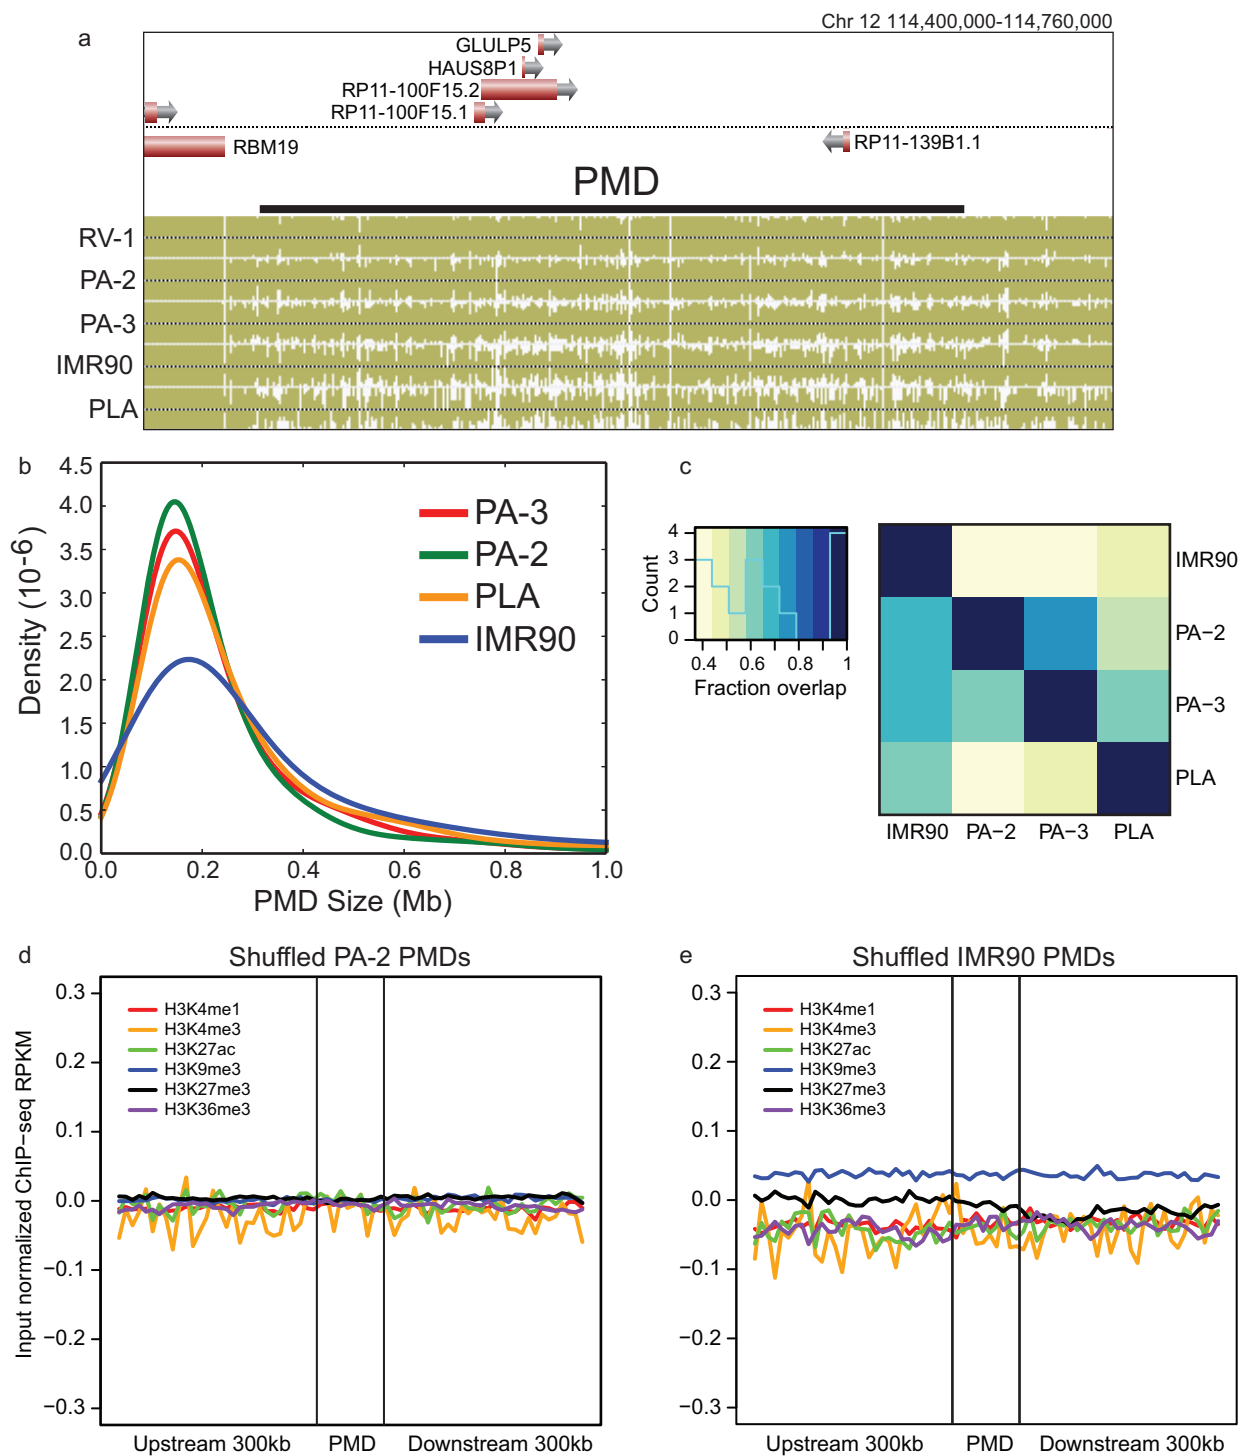 Chr 12 114,400,000-114,760,000
a
GLULP5
HAUS8P1
RP11-100F15.2
RP11-100F15.1
RBM19
RP11-139B1.1
PMD
RV-1
PA-2
PA-3
IMR90
PLA
b
4.5
4.0
3.5
3.0
2.5
2.0
1.5
1.0
0.5
0.0
Density (10-6)
PA-3
PA-2
PLA
IMR90
0.0 0.2 0.4 0.6 0.8 1.0
PMD Size (Mb)
c
4
3
2
1
0
Count
0.4 0.6 0.8 1
Fraction overlap
IMR90
PA−2
PA−3
PLA
IMR90 PA−2 PA−3 PLA
d
Shuffled PA-2 PMDs
0.3
0.2
0.1
0.0
−0.1
−0.2
−0.3
Input normalized ChIP−seq RPKM
H3K4me1
H3K4me3
H3K27ac
H3K9me3
H3K27me3
H3K36me3
Upstream 300kb PMD Downstream 300kb
e
Shuffled IMR90 PMDs
0.3
0.2
0.1
0.0
−0.1
−0.2
−0.3
H3K4me1
H3K4me3
H3K27ac
H3K9me3
H3K27me3
H3K36me3
Upstream 300kb PMD Downstream 300kb